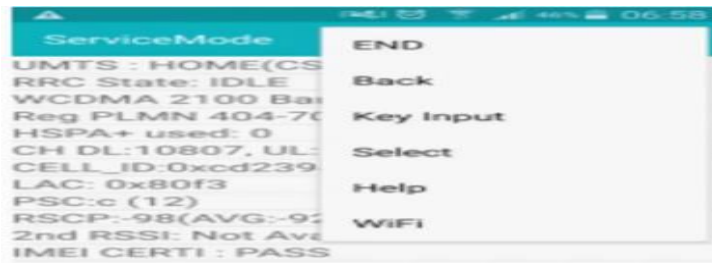 46% 06:58
ServiceMode
END
Back
Key Input
Select
Help
WiFi
UMTS : HOME(CS
RRC State: IDLE
WCDMA 2100 Ba
Reg PLMN 404-70
HSPA+ used: 0
CH DL:10807, UL:
CELL_ID:0xcd239
LAC: 0x80f3
PSC:c (12)
RSCP:-98(AVG:-92
2nd RSSI: Not Ava
IMEI CERTI : PASS